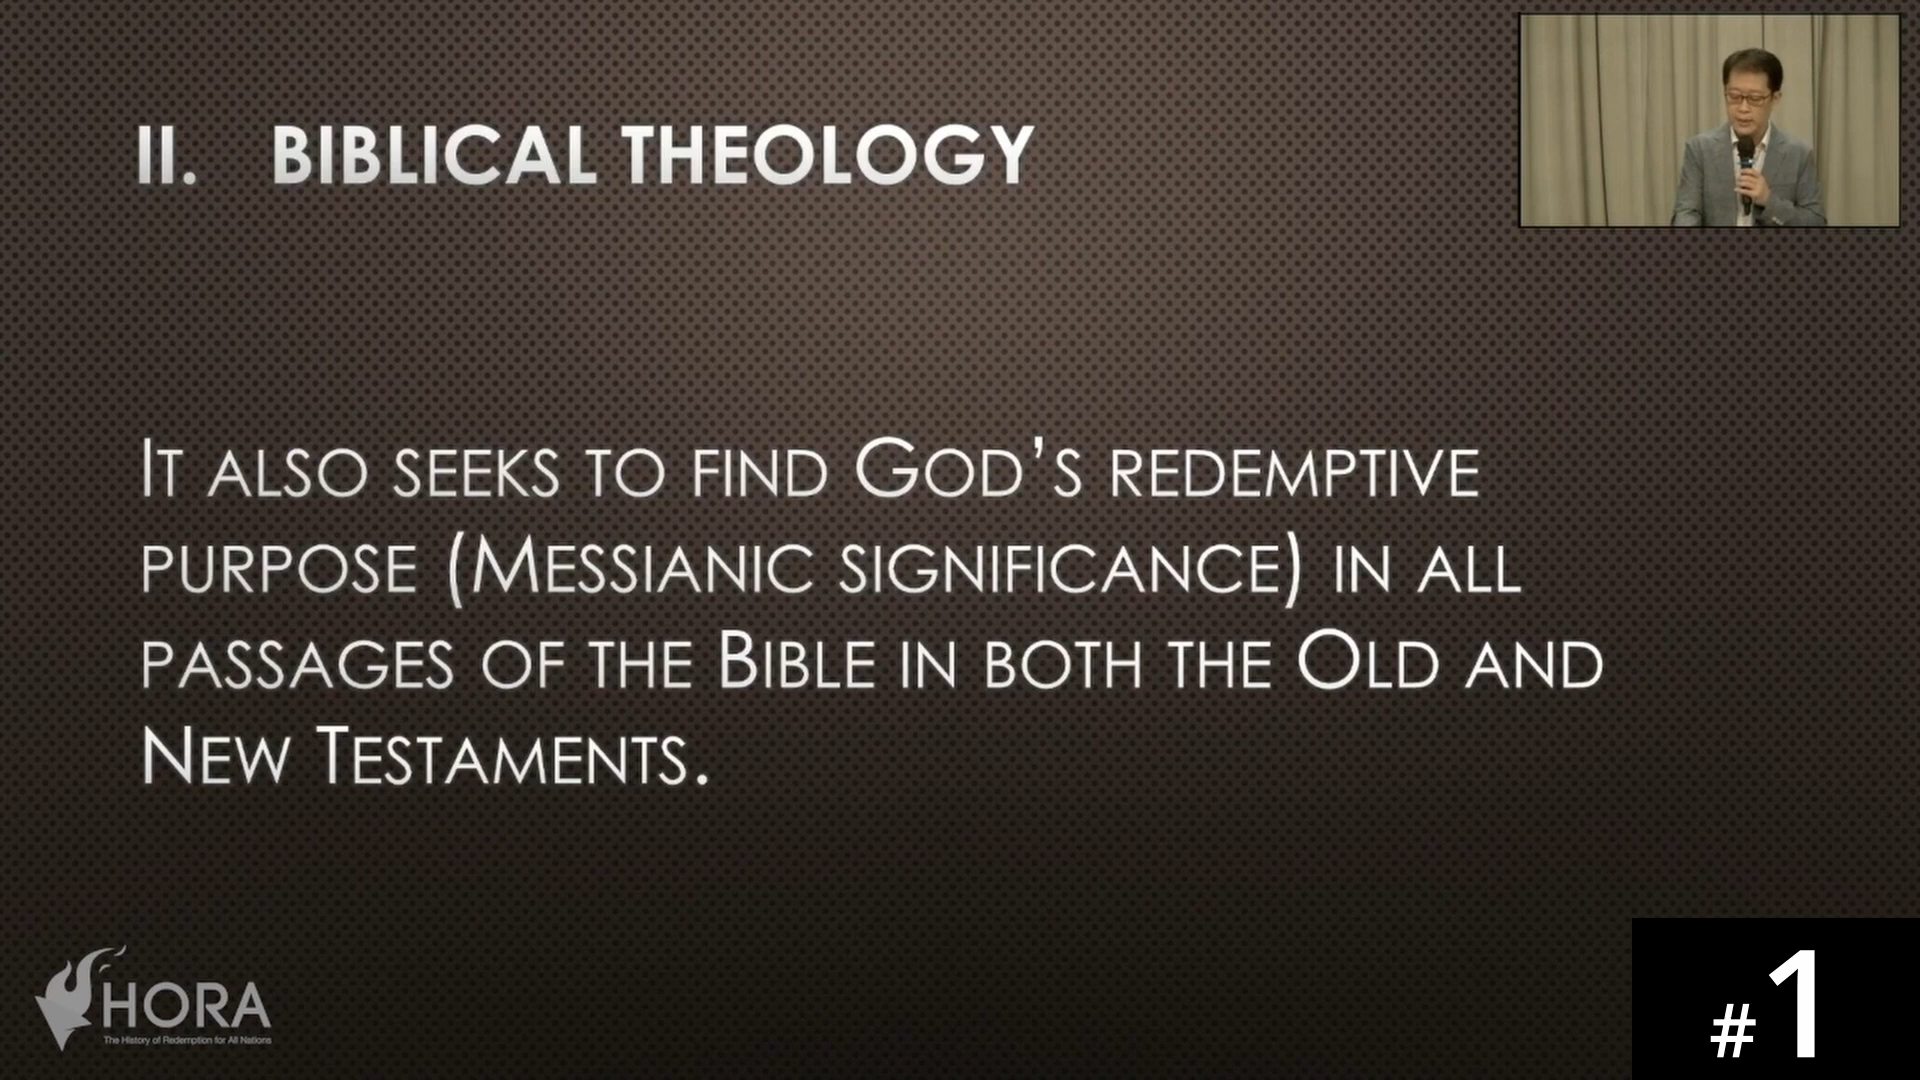 II. BIBLICAL THEOLOGY
IT ALSO SEEKS TO FIND GOD’S REDEMPTIVE
PURPOSE (MESSIANIC SIGNIFICANCE) IN ALL
PASSAGES OF THE BIBLE IN BOTH THE OLD AND
NEW TESTAMENTS.
HORA
The History of Redemption for All Nations
#1